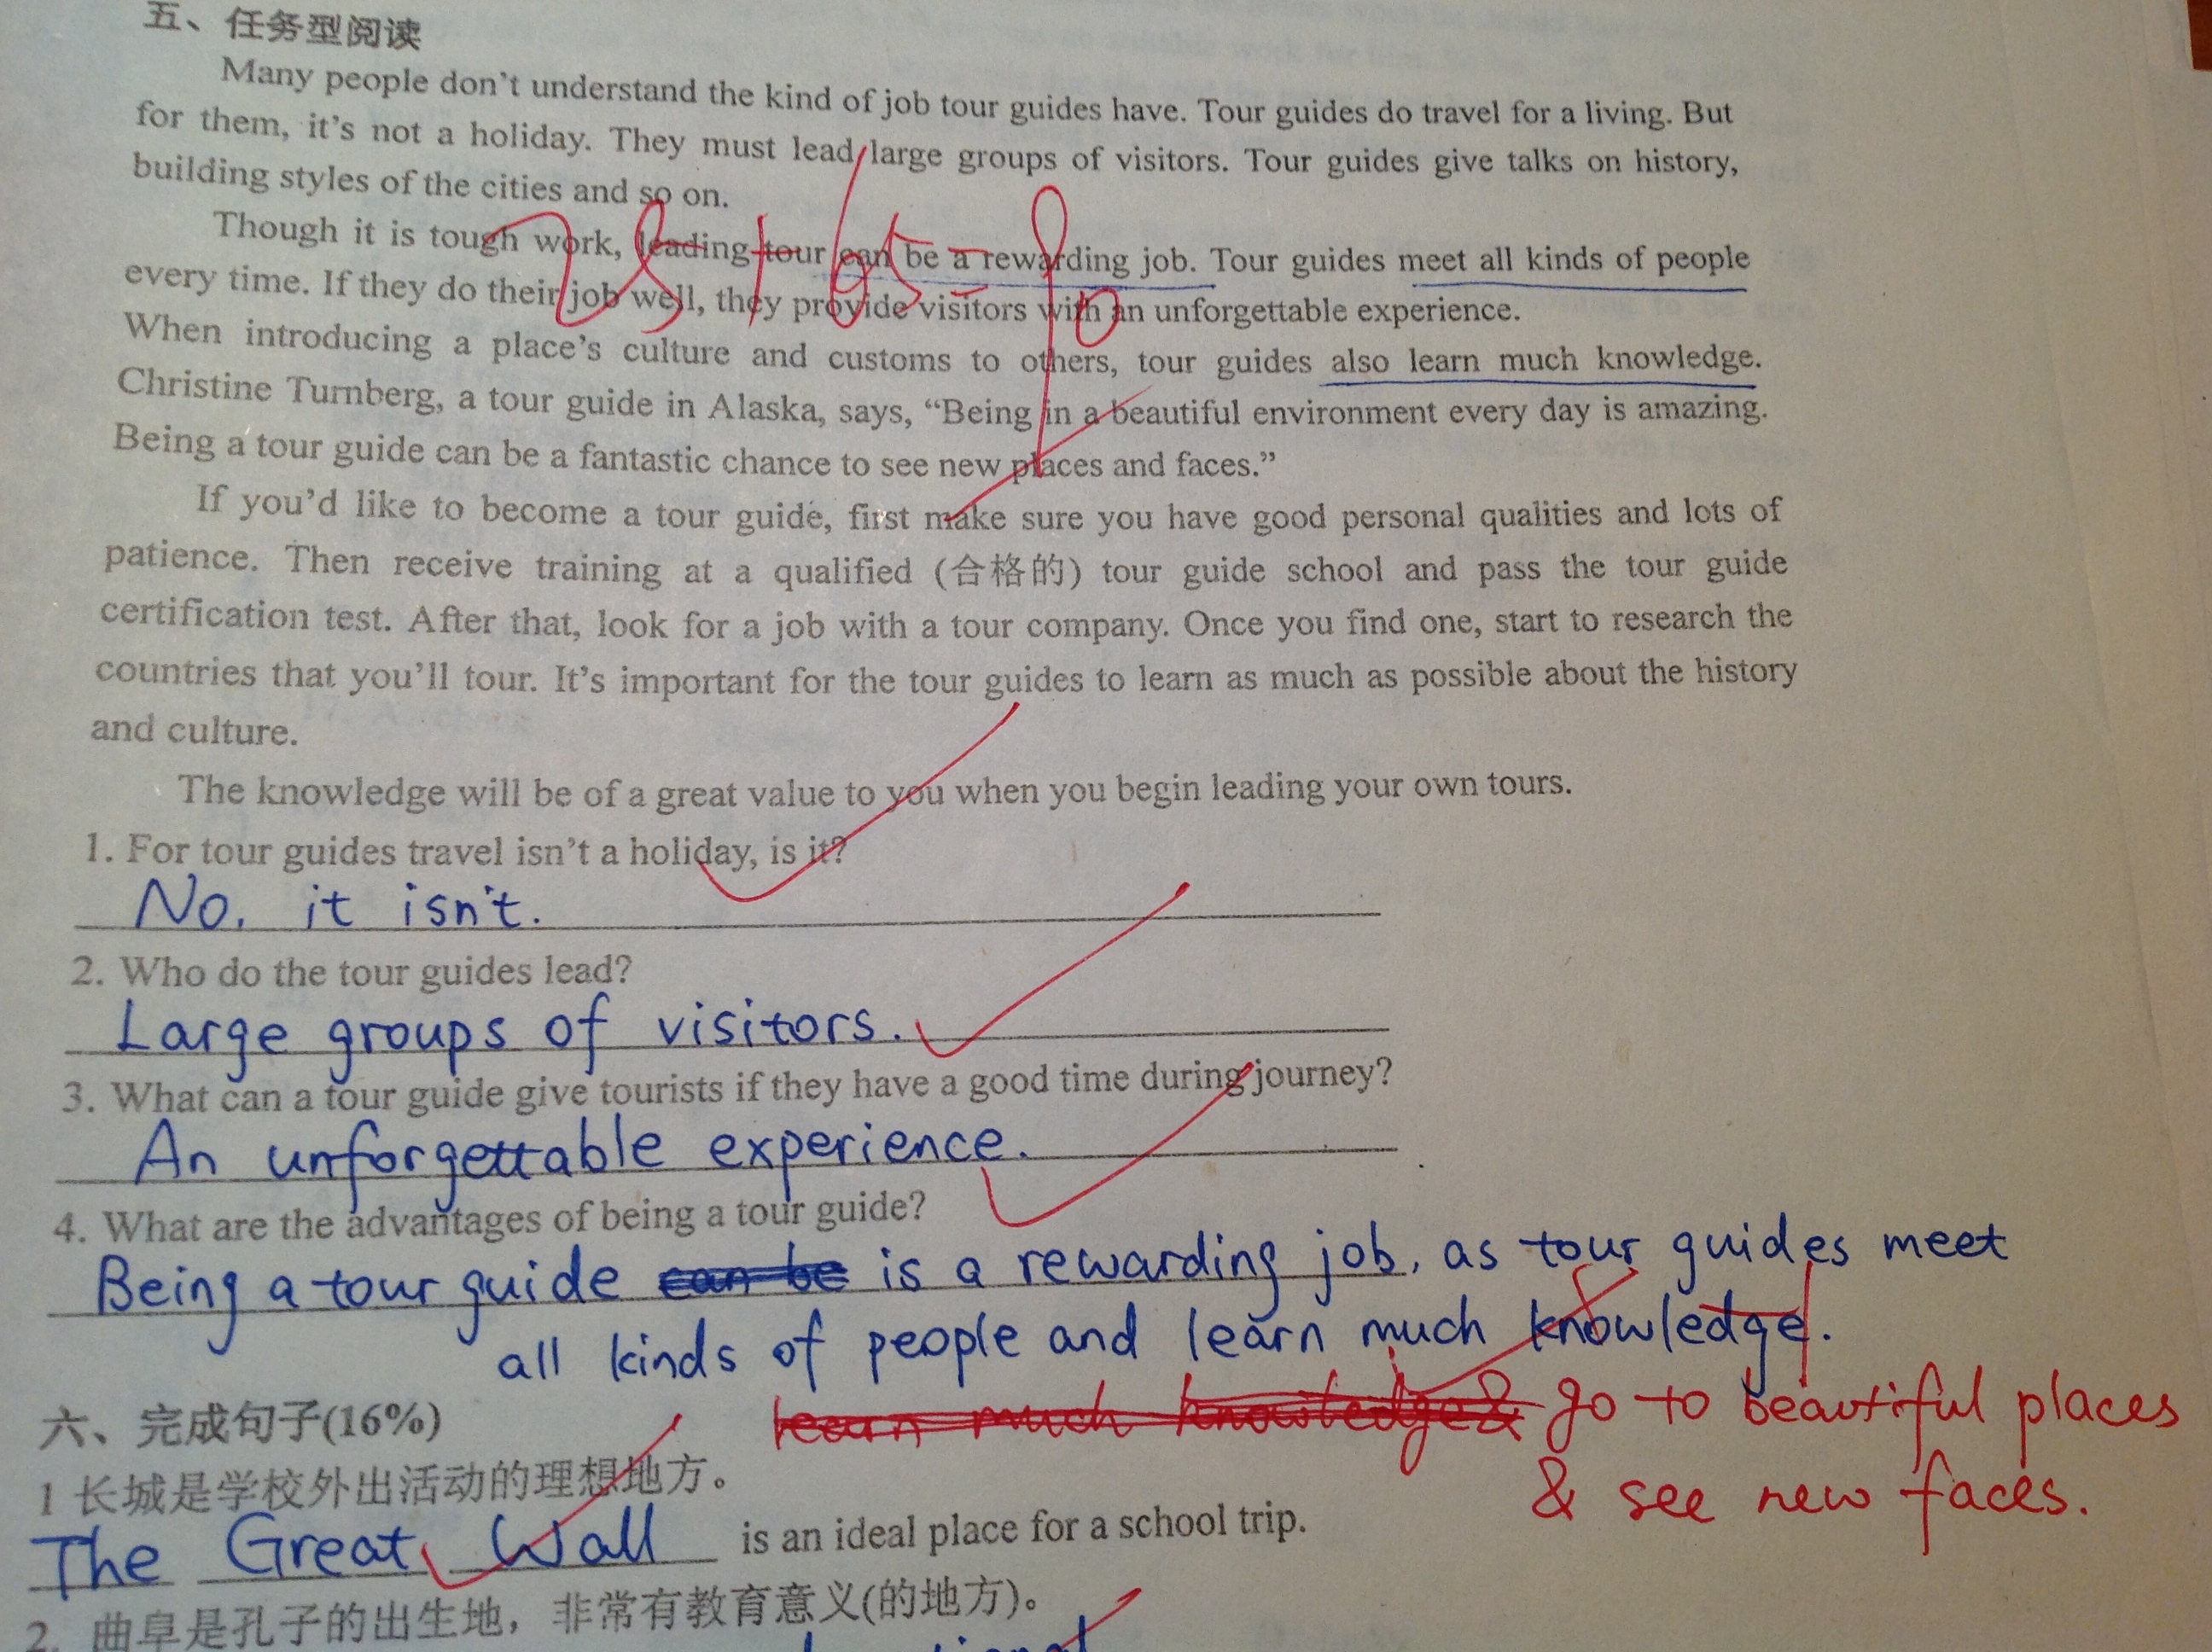 五、任务型阅读
Many people don't understand the kind of job tour guides have. Tour guides do travel for a living. But
for them, it's not a holiday. They must lead large groups of visitors. Tour guides give talks on history,
building styles of the cities and so on.
Though it is tough work, leading tour can be a rewarding job. Tour guides meet all kinds of people
every time. If they do their job well, they provide visitors with an unforgettable experience.
When introducing a place's culture and customs to others, tour guides also learn much knowledge.
Christine Turnberg, a tour guide in Alaska, says, “Being in a beautiful environment every day is amazing.
Being a tour guide can be a fantastic chance to see new places and faces.”
If you'd like to become a tour guide, first make sure you have good personal qualities and lots of
patience. Then receive training at a qualified (合格的) tour guide school and pass the tour guide
certification test. After that, look for a job with a tour company. Once you find one, start to research the
countries that you'll tour. It's important for the tour guides to learn as much as possible about the history
and culture.
The knowledge will be of a great value to you when you begin leading your own tours.
1. For tour guides travel isn't a holiday, is it?
No, it isn't.
2. Who do the tour guides lead?
Large groups of visitors.
3. What can a tour guide give tourists if they have a good time during journey?
An unforgettable experience.
4. What are the advantages of being a tour guide?
Being a tour guide can be is a rewarding job, as tour guides meet
all kinds of people and learn much knowledge.
learn much knowledge & go to beautiful places
& see new faces.
六、完成句子(16%)
1 长城是学校外出活动的理想地方。
The Great Wall is an ideal place for a school trip.
2. 曲阜是孔子的出生地，非常有教育意义(的地方)。